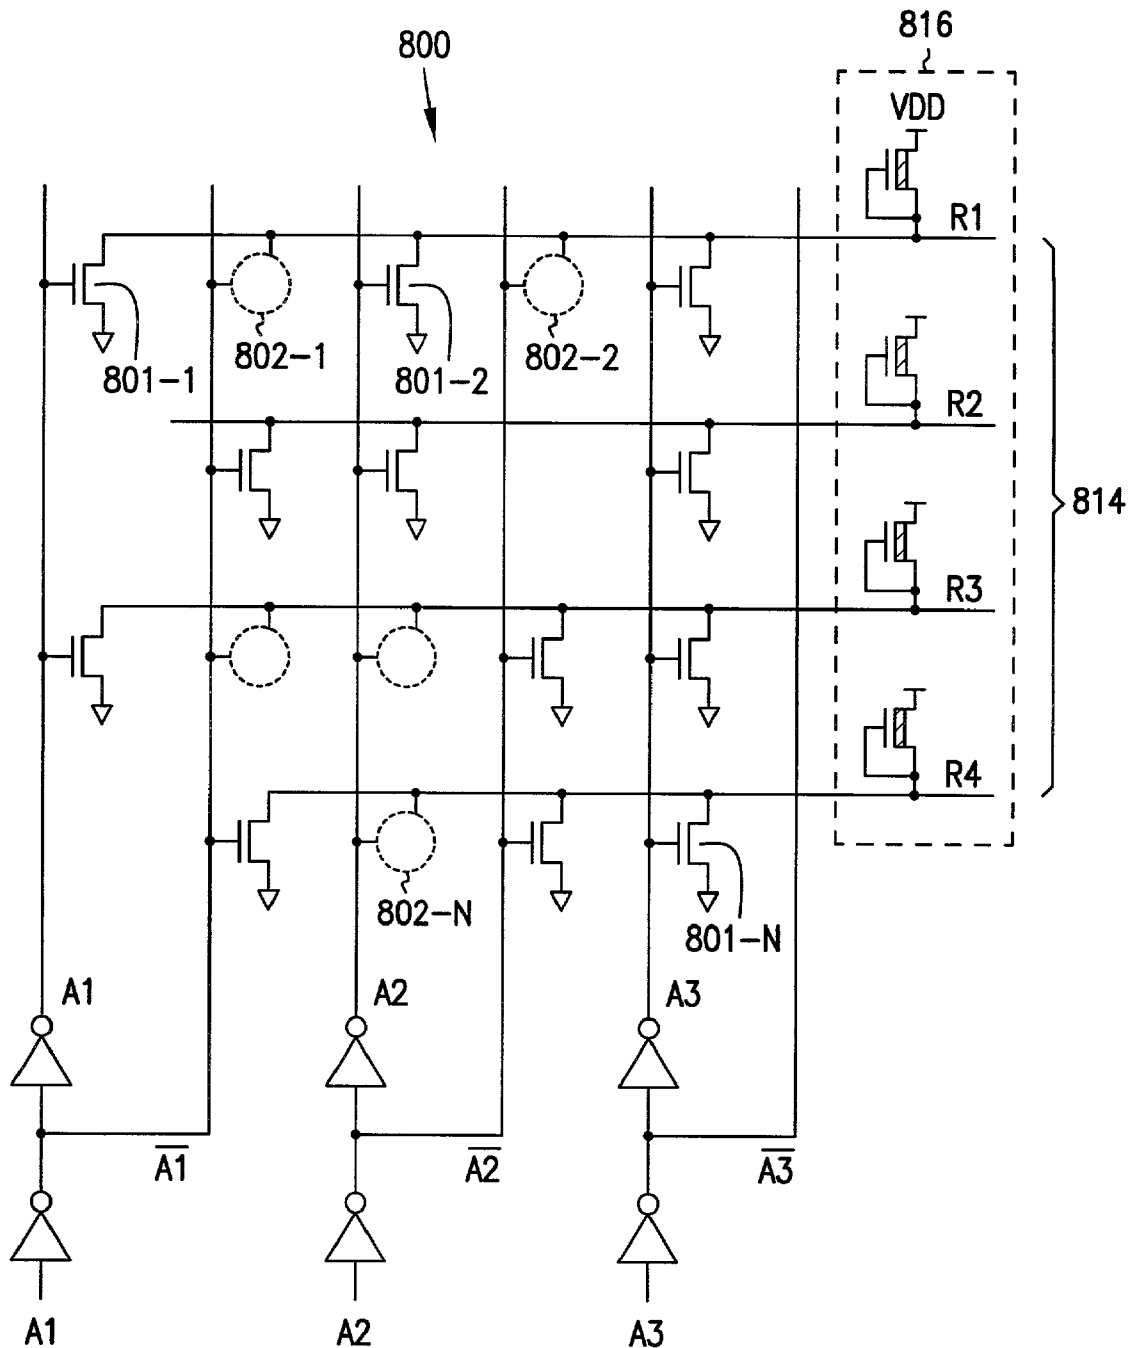 816
800
VDD
R1
802-1
802-2
801-1
801-2
R2
814
R3
R4
802-N
801-N
A1
A2
A3
A1̅
A2̅
A3̅
A1
A2
A3